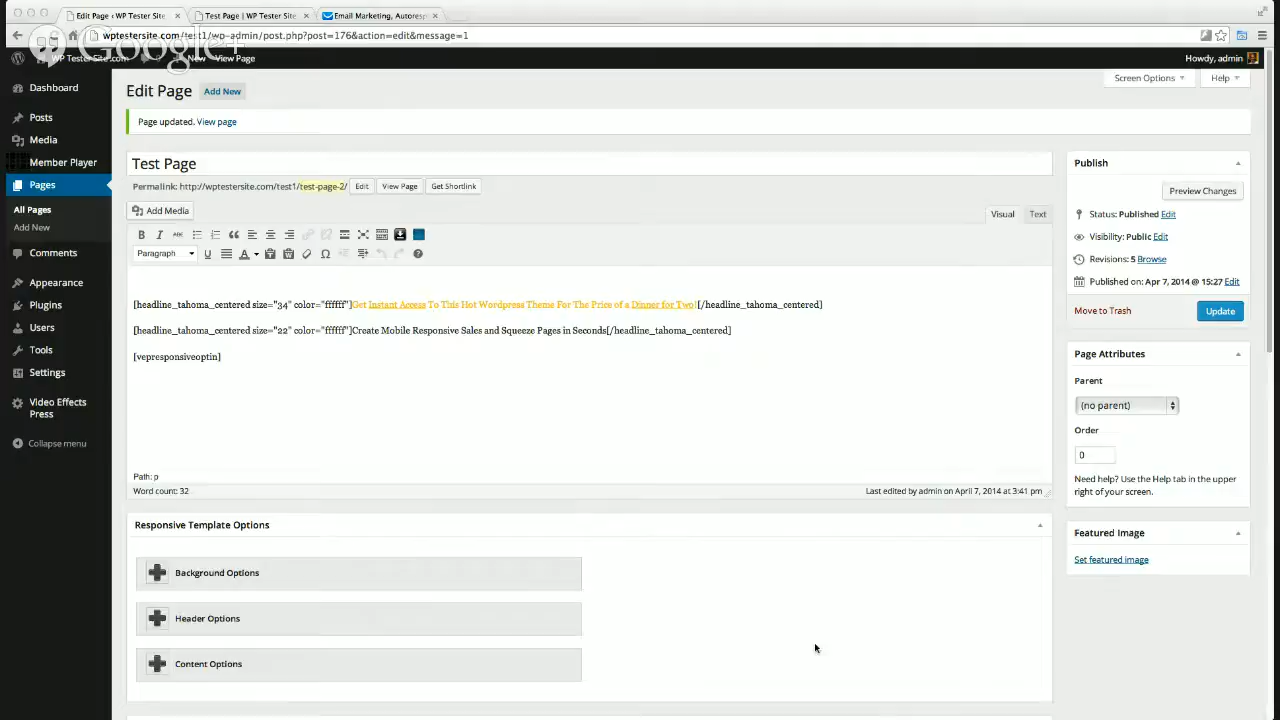 Edit Page ‹ WP Tester Site
Test Page | WP Tester Site
Email Marketing, Autoresp
wptestersite.com/test1/wp-admin/post.php?post=176&action=edit&message=1
Google+
WP Tester Site.com
New
View Page
Howdy, admin
Screen Options
Help
Dashboard
Posts
Media
Member Player
Pages
All Pages
Add New
Comments
Appearance
Plugins
Users
Tools
Settings
Video Effects
Press
Collapse menu
Edit Page
Add New
Page updated. View page
Test Page
Permalink: http://wptestersite.com/test1/test-page-2/
Edit
View Page
Get Shortlink
Add Media
Visual
Text
B I ABC
Paragraph
U A Ω ?
[headline_tahoma_centered size="34" color="ffffff"]Get Instant Access To This Hot Wordpress Theme For The Price of a Dinner for Two![/headline_tahoma_centered]
[headline_tahoma_centered size="22" color="ffffff"]Create Mobile Responsive Sales and Squeeze Pages in Seconds[/headline_tahoma_centered]
[vepresponsiveoptin]
Path: p
Word count: 32
Last edited by admin on April 7, 2014 at 3:41 pm
Responsive Template Options
Background Options
Header Options
Content Options
Publish
Preview Changes
Status: Published Edit
Visibility: Public Edit
Revisions: 5 Browse
Published on: Apr 7, 2014 @ 15:27 Edit
Move to Trash
Update
Page Attributes
Parent
(no parent)
Order
0
Need help? Use the Help tab in the upper
right of your screen.
Featured Image
Set featured image